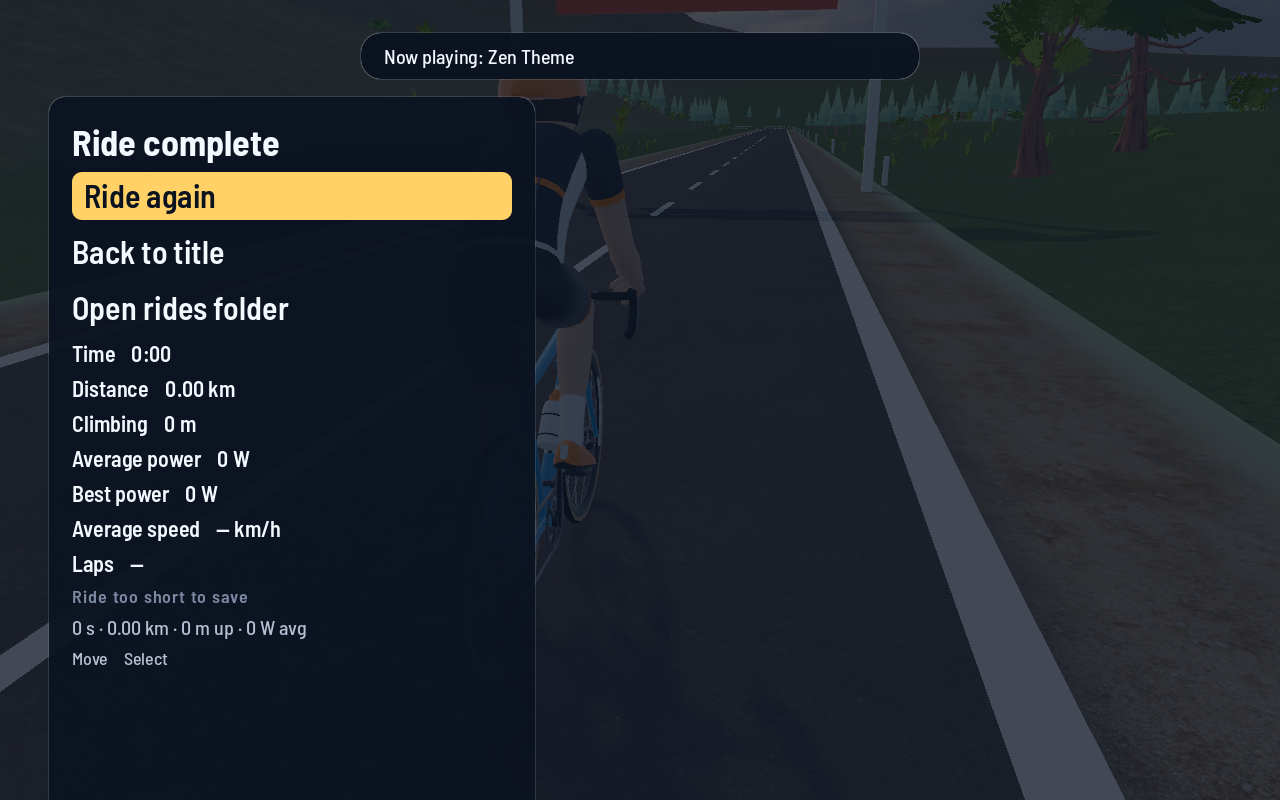 Now playing: Zen Theme
Ride complete
Ride again
Back to title
Open rides folder
Time 0:00
Distance 0.00 km
Climbing 0 m
Average power 0 W
Best power 0 W
Average speed – km/h
Laps –
Ride too short to save
0 s · 0.00 km · 0 m up · 0 W avg
Move Select